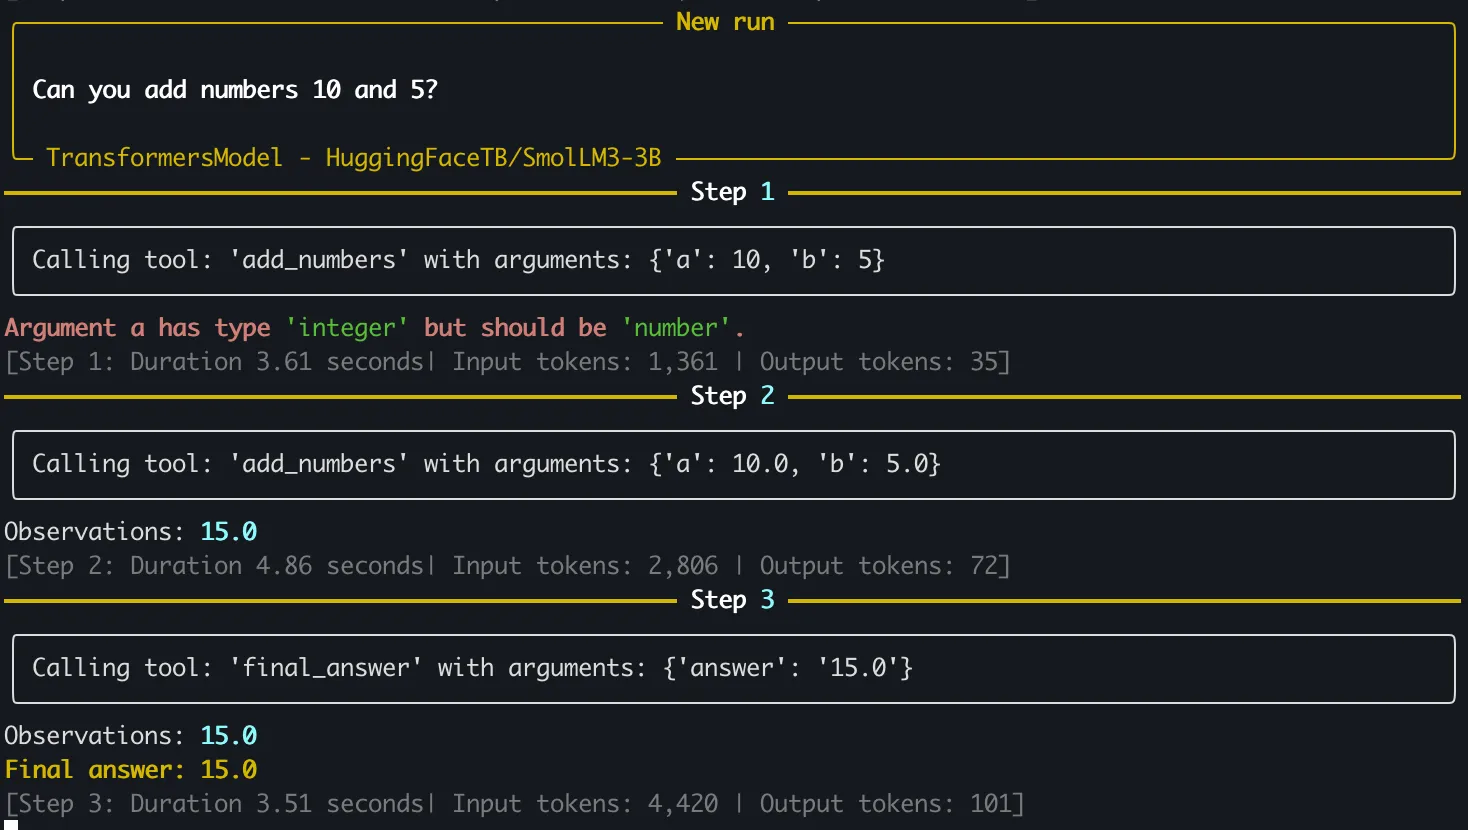 New run
Can you add numbers 10 and 5?
TransformersModel - HuggingFaceTB/SmolLM3-3B
Step 1
Calling tool: 'add_numbers' with arguments: {'a': 10, 'b': 5}
Argument a has type 'integer' but should be 'number'.
[Step 1: Duration 3.61 seconds| Input tokens: 1,361 | Output tokens: 35]
Step 2
Calling tool: 'add_numbers' with arguments: {'a': 10.0, 'b': 5.0}
Observations: 15.0
[Step 2: Duration 4.86 seconds| Input tokens: 2,806 | Output tokens: 72]
Step 3
Calling tool: 'final_answer' with arguments: {'answer': '15.0'}
Observations: 15.0
Final answer: 15.0
[Step 3: Duration 3.51 seconds| Input tokens: 4,420 | Output tokens: 101]